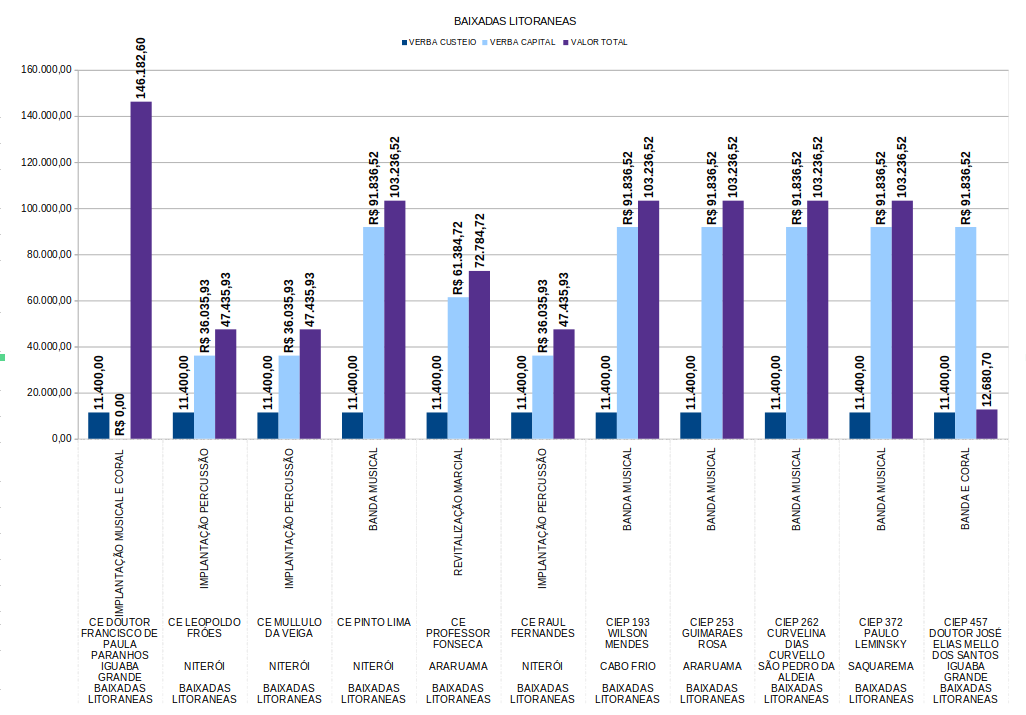 BAIXADAS LITORANEAS
VERBA CUSTEIO VERBA CAPITAL VALOR TOTAL
160.000,00
140.000,00
120.000,00
100.000,00
80.000,00
60.000,00
40.000,00
20.000,00
0,00
11.400,00
R$ 0,00
146.182,60
11.400,00
R$ 36.035,93
47.435,93
11.400,00
R$ 36.035,93
47.435,93
11.400,00
R$ 91.836,52
103.236,52
11.400,00
R$ 61.384,72
72.784,72
11.400,00
R$ 36.035,93
47.435,93
11.400,00
R$ 91.836,52
103.236,52
11.400,00
R$ 91.836,52
103.236,52
11.400,00
R$ 91.836,52
103.236,52
11.400,00
R$ 91.836,52
103.236,52
11.400,00
R$ 91.836,52
12.680,70
IMPLANTAÇÃO MUSICAL E CORAL
IMPLANTAÇÃO PERCUSSÃO
IMPLANTAÇÃO PERCUSSÃO
BANDA MUSICAL
REVITALIZAÇÃO MARCIAL
IMPLANTAÇÃO PERCUSSÃO
BANDA MUSICAL
BANDA MUSICAL
BANDA MUSICAL
BANDA MUSICAL
BANDA E CORAL
CE DOUTOR
FRANCISCO DE
PAULA
PARANHOS
IGUABA
GRANDE
BAIXADAS
LITORANEAS
CE LEOPOLDO
FRÓES
NITERÓI
BAIXADAS
LITORANEAS
CE MULLULO
DA VEIGA
NITERÓI
BAIXADAS
LITORANEAS
CE PINTO LIMA
NITERÓI
BAIXADAS
LITORANEAS
CE
PROFESSOR
FONSECA
ARARUAMA
BAIXADAS
LITORANEAS
CE RAUL
FERNANDES
NITERÓI
BAIXADAS
LITORANEAS
CIEP 193
WILSON
MENDES
CABO FRIO
BAIXADAS
LITORANEAS
CIEP 253
GUIMARAES
ROSA
ARARUAMA
BAIXADAS
LITORANEAS
CIEP 262
CURVELINA
DIAS
CURVELLO
SÃO PEDRO DA
ALDEIA
BAIXADAS
LITORANEAS
CIEP 372
PAULO
LEMINSKY
SAQUAREMA
BAIXADAS
LITORANEAS
CIEP 457
DOUTOR JOSÉ
ELIAS MELLO
DOS SANTOS
IGUABA
GRANDE
BAIXADAS
LITORANEAS